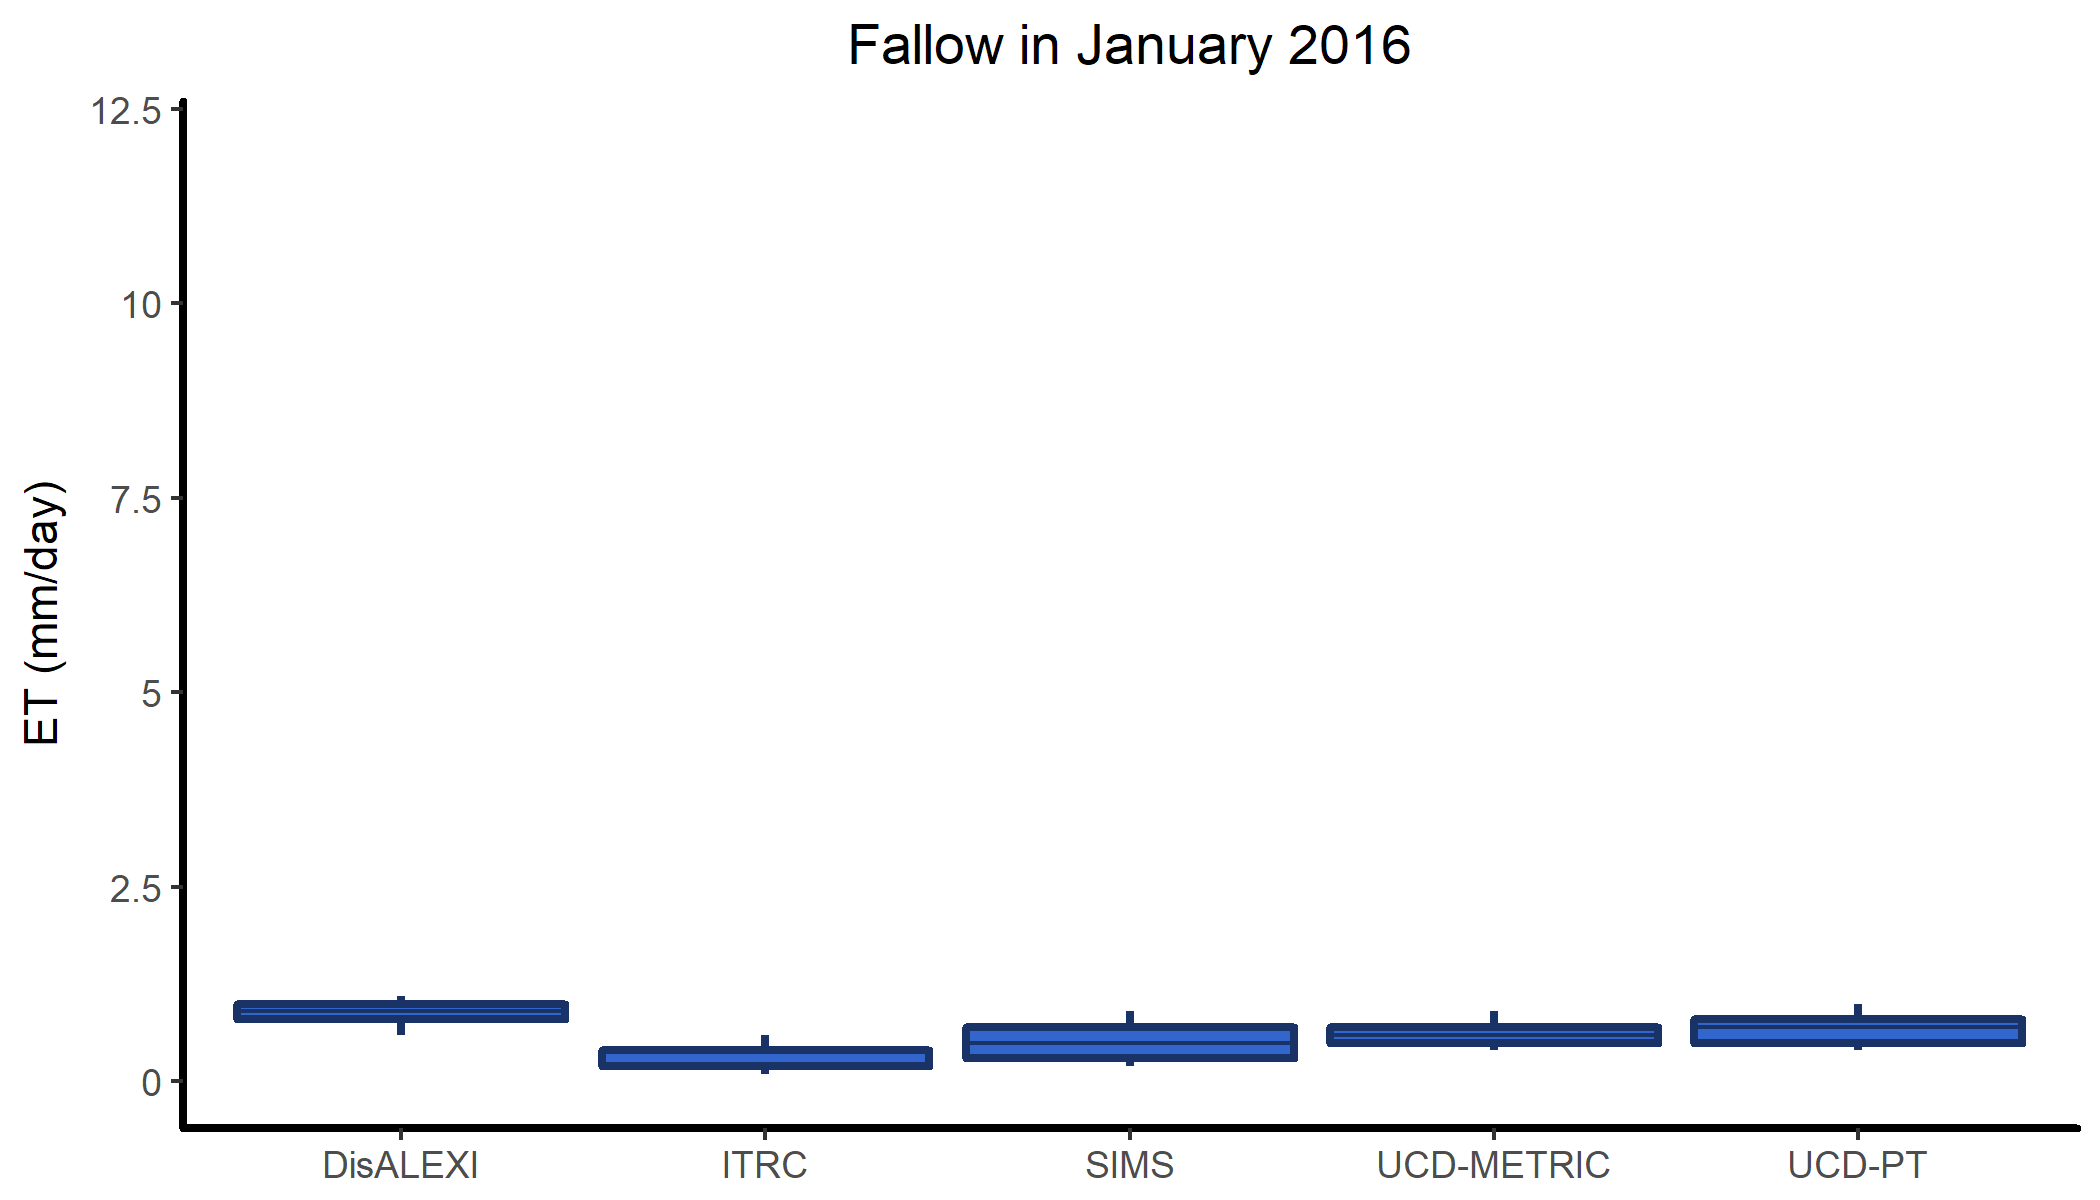 Fallow in January 2016
12.5
10
7.5
5
2.5
0
ET (mm/day)
DisALEXI
ITRC
SIMS
UCD-METRIC
UCD-PT